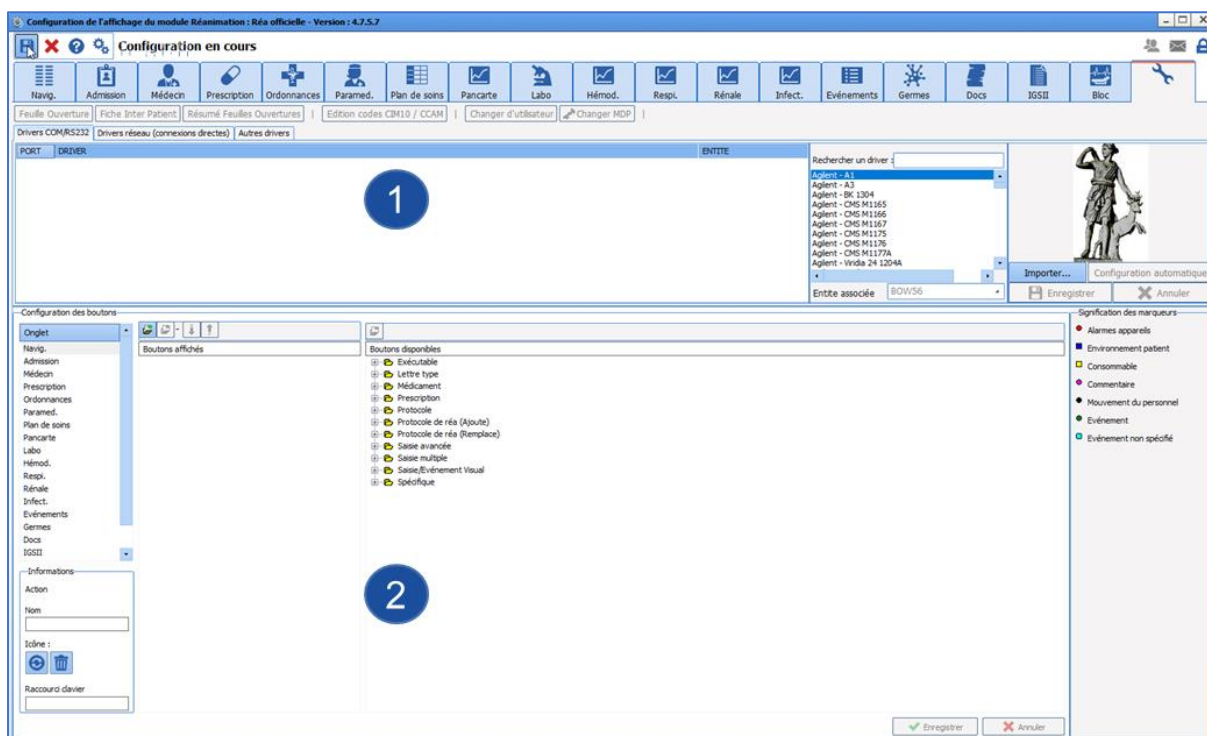 Configuration de l'affichage du module Réanimation : Réa officielle - Version : 4.7.5.7
Configuration en cours
Navig. Admission Médecin Prescription Ordonnances Paramed. Plan de soins Pancarte Labo Hémod. Respi. Rénale Infect. Evénements Germes Docs IGSII Bloc
Feuille Ouverture Fiche Inter Patient Résumé Feuilles Ouvertures | Edition codes CIM10 / CCAM | Changer d'utilisateur Changer MDP |
Drivers COM/RS232 Drivers réseau (connexions directes) Autres drivers
PORT DRIVER ENTITE
1
Rechercher un driver :
Agilent - A1
Agilent - A3
Agilent - BK 1304
Agilent - CMS M1165
Agilent - CMS M1166
Agilent - CMS M1167
Agilent - CMS M1175
Agilent - CMS M1176
Agilent - CMS M1177A
Agilent - Viridia 24 1204A
Entite associée BOW56
Importer... Configuration automatique
Enregistrer Annuler
Configuration des boutons
Onglet
Navig.
Admission
Médecin
Prescription
Ordonnances
Paramed.
Plan de soins
Pancarte
Labo
Hémod.
Respi.
Rénale
Infect.
Evénements
Germes
Docs
IGSII
Informations
Action
Nom
Icône :
Raccourci clavier
Boutons affichés
Boutons disponibles
Exécutable
Lettre type
Médicament
Prescription
Protocole
Protocole de réa (Ajoute)
Protocole de réa (Remplace)
Saisie avancée
Saisie multiple
Saisie/Evénement Visual
Spécifique
2
Enregistrer Annuler
Signification des marqueurs
Alarmes appareils
Environnement patient
Consommable
Commentaire
Mouvement du personnel
Evénement
Evénement non spécifié